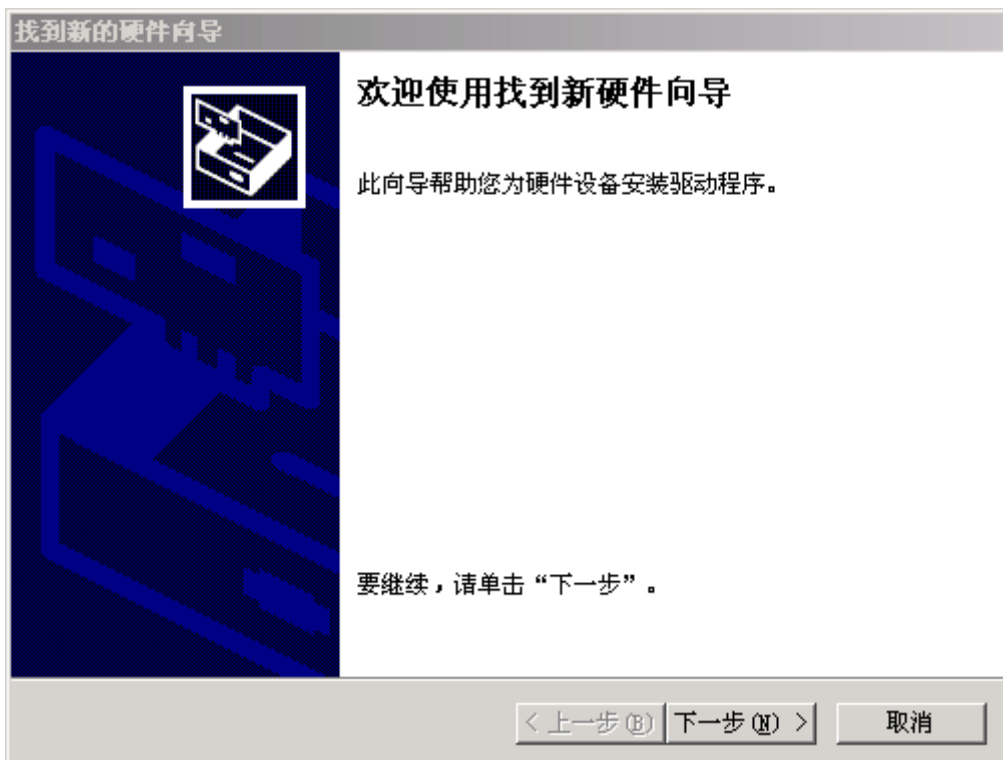 找到新的硬件向导
欢迎使用找到新硬件向导
此向导帮助您为硬件设备安装驱动程序。
要继续，请单击“下一步”。
< 上一步(B) 下一步(N) > 取消